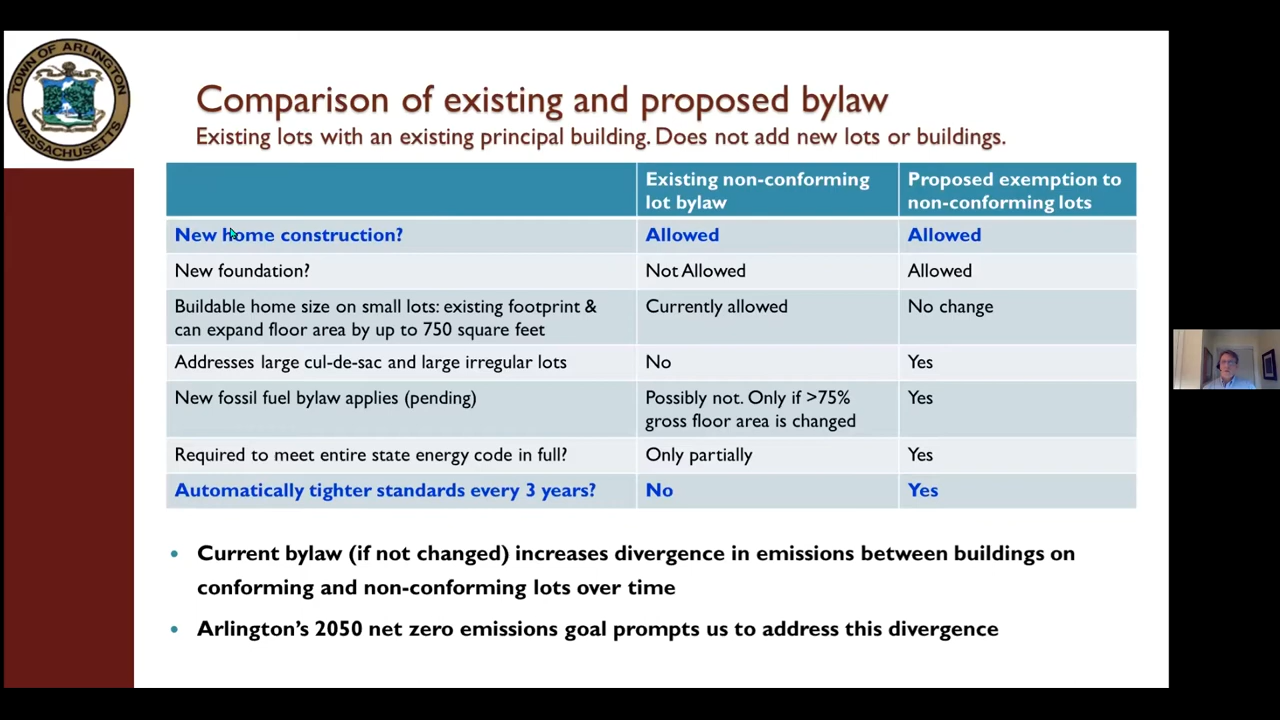 TOWN OF ARLINGTON
MASSACHUSETTS
Comparison of existing and proposed bylaw
Existing lots with an existing principal building. Does not add new lots or buildings.
Existing non-conforming lot bylaw
Proposed exemption to non-conforming lots
New home construction? Allowed Allowed
New foundation? Not Allowed Allowed
Buildable home size on small lots: existing footprint &
can expand floor area by up to 750 square feet
Currently allowed No change
Addresses large cul-de-sac and large irregular lots No Yes
New fossil fuel bylaw applies (pending)
Possibly not. Only if >75%
gross floor area is changed
Yes
Required to meet entire state energy code in full? Only partially Yes
Automatically tighter standards every 3 years? No Yes
• Current bylaw (if not changed) increases divergence in emissions between buildings on
conforming and non-conforming lots over time
• Arlington's 2050 net zero emissions goal prompts us to address this divergence